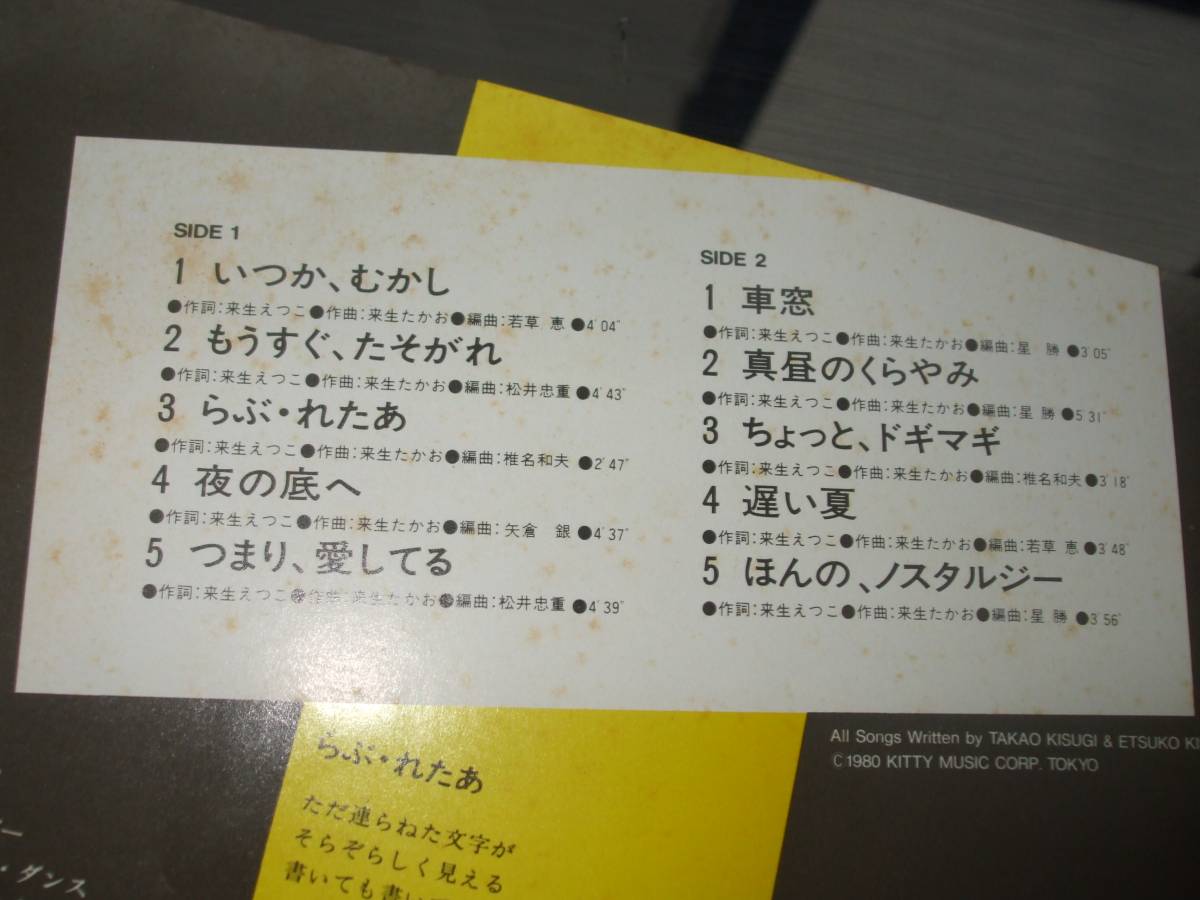 SIDE 1
1 いつか、むかし
●作詞:来生えつこ●作曲:来生たかお●編曲:若草 恵 ●4'04"
2 もうすぐ、たそがれ
●作詞:来生えつこ●作曲:来生たかお●編曲:松井忠重 ●4'43"
3 らぶ・れたあ
●作詞:来生えつこ●作曲:来生たかお●編曲:椎名和夫 ●2'47"
4 夜の底へ
●作詞:来生えつこ●作曲:来生たかお●編曲:矢倉 銀 ●4'37"
5 つまり、愛してる
●作詞:来生えつこ●作曲:来生たかお●編曲:松井忠重 ●4'39"
SIDE 2
1 車窓
●作詞:来生えつこ●作曲:来生たかお●編曲:星 勝 ●3'05"
2 真昼のくらやみ
●作詞:来生えつこ●作曲:来生たかお●編曲:星 勝 ●5'31"
3 ちょっと、ドギマギ
●作詞:来生えつこ●作曲:来生たかお●編曲:椎名和夫 ●3'18"
4 遅い夏
●作詞:来生えつこ●作曲:来生たかお●編曲:若草 恵 ●3'48"
5 ほんの、ノスタルジー
●作詞:来生えつこ●作曲:来生たかお●編曲:星 勝 ●3'56"
All Songs Written by TAKAO KISUGI & ETSUKO KI
©1980 KITTY MUSIC CORP. TOKYO
らぶ・れたあ
ただ連らねた文字が
そらぞらしく見える
書いても書い
ー
・ダンス